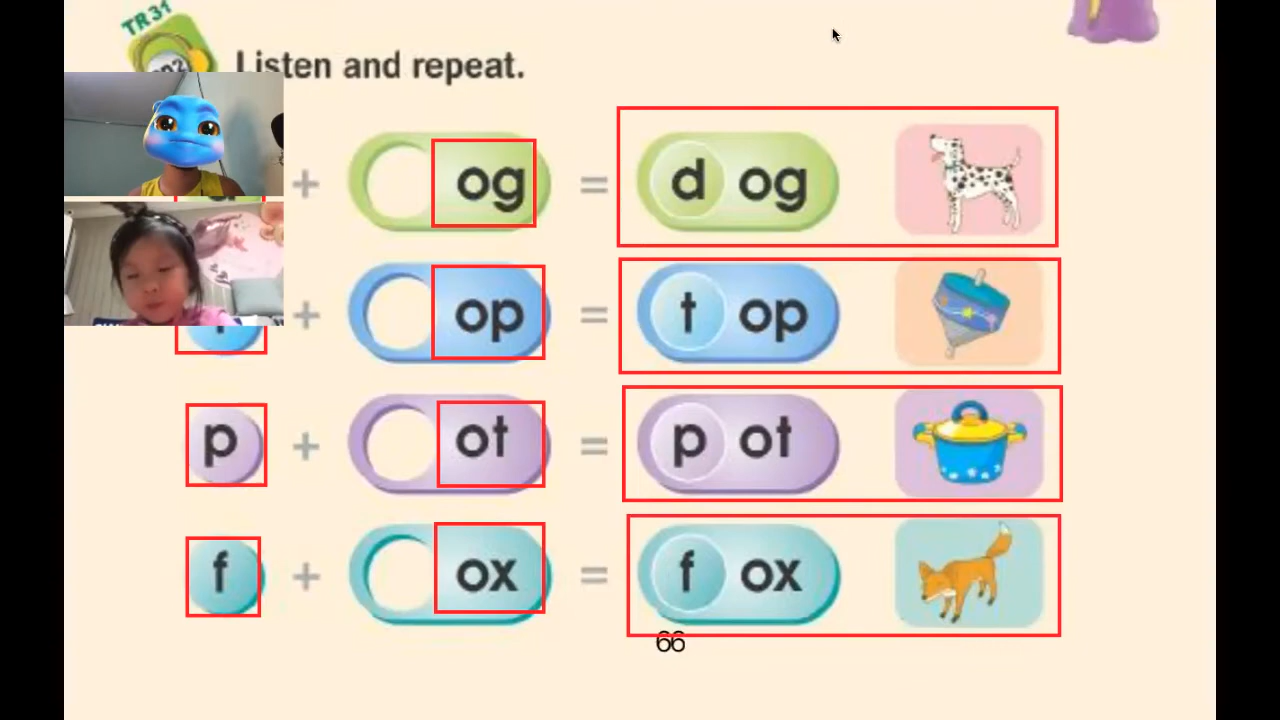 TR31
Listen and repeat.
+ og = d og
+ op = t op
p + ot = p ot
f + ox = f ox
66